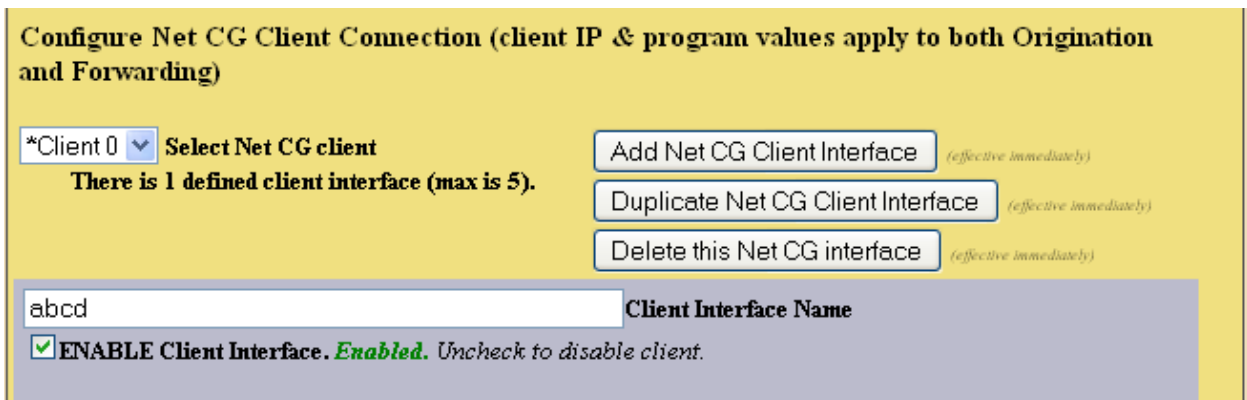 Configure Net CG Client Connection (client IP & program values apply to both Origination
and Forwarding)
*Client 0 Select Net CG client
There is 1 defined client interface (max is 5).
Add Net CG Client Interface (effective immediately)
Duplicate Net CG Client Interface (effective immediately)
Delete this Net CG interface (effective immediately)
abcd Client Interface Name
ENABLE Client Interface. Enabled. Uncheck to disable client.